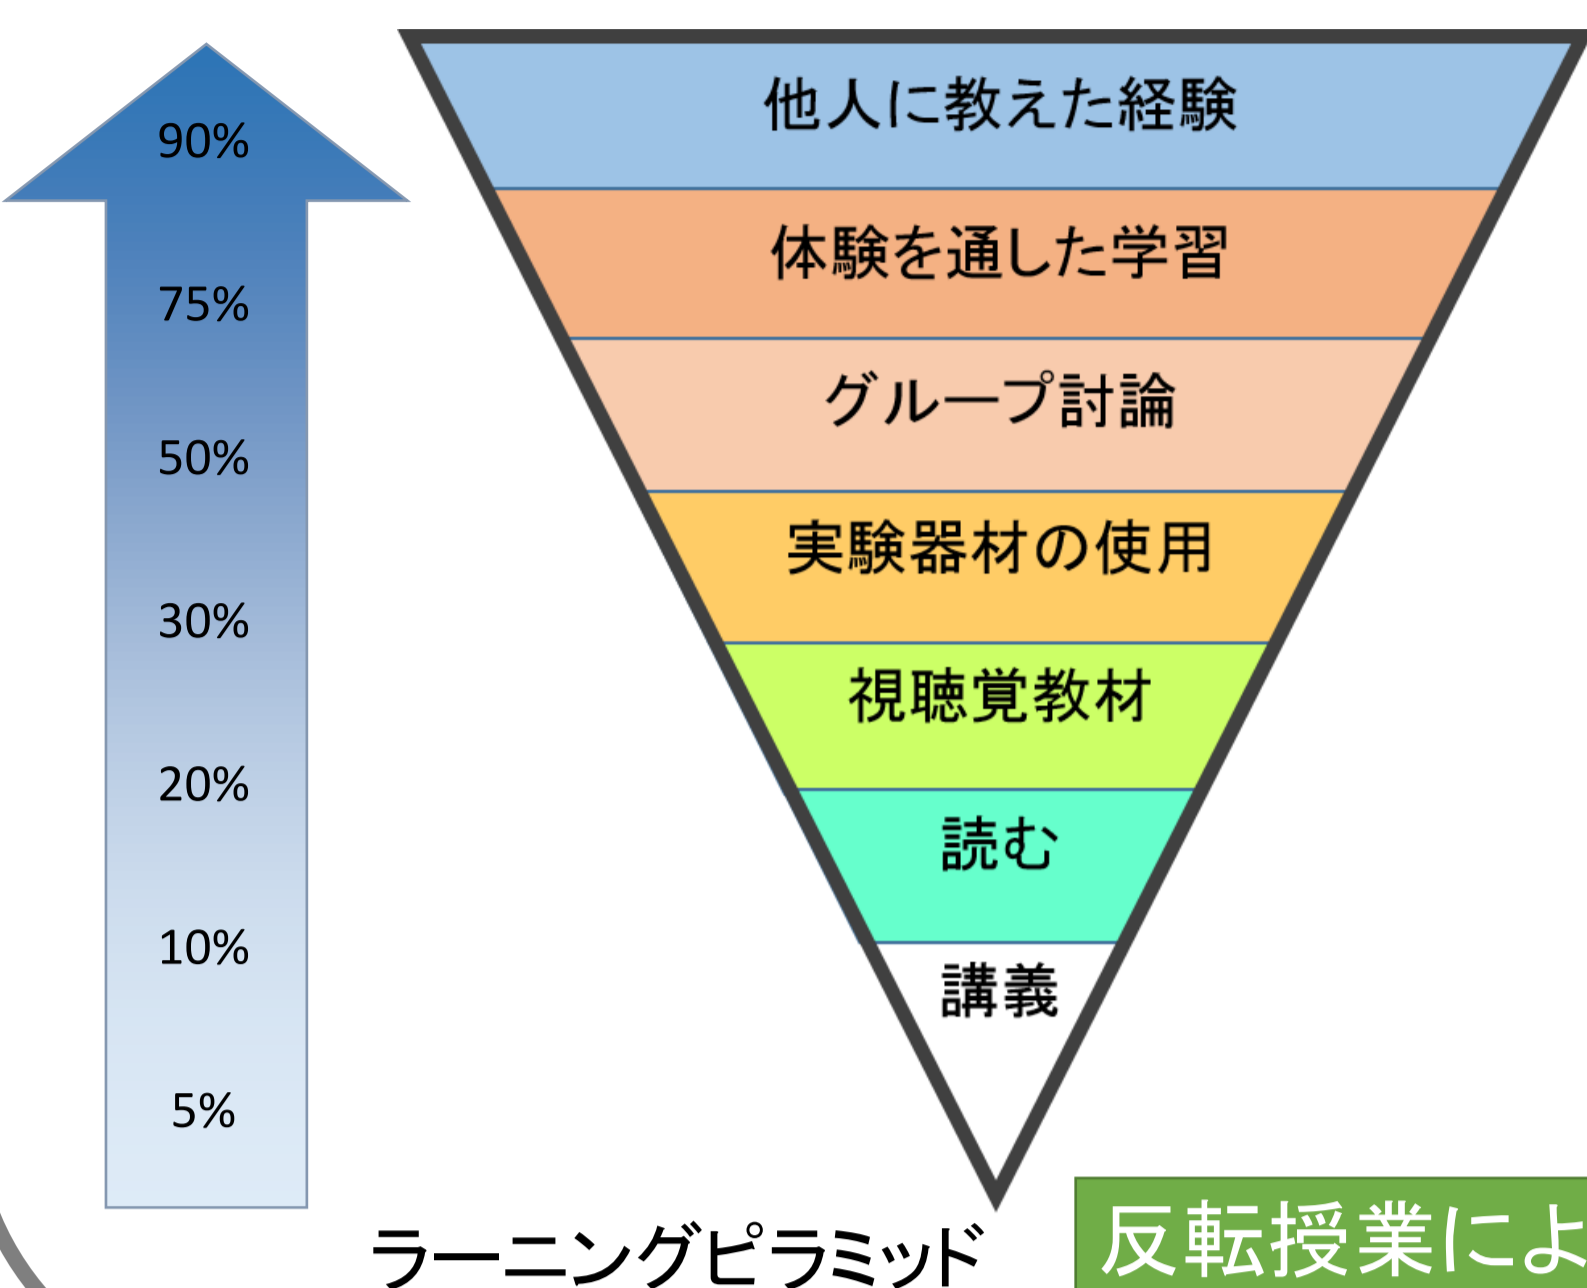 90%
75%
50%
30%
20%
10%
5%
他人に教えた経験
体験を通した学習
グループ討論
実験器材の使用
視聴覚教材
読む
講義
ラーニングピラミッド
反転授業によ